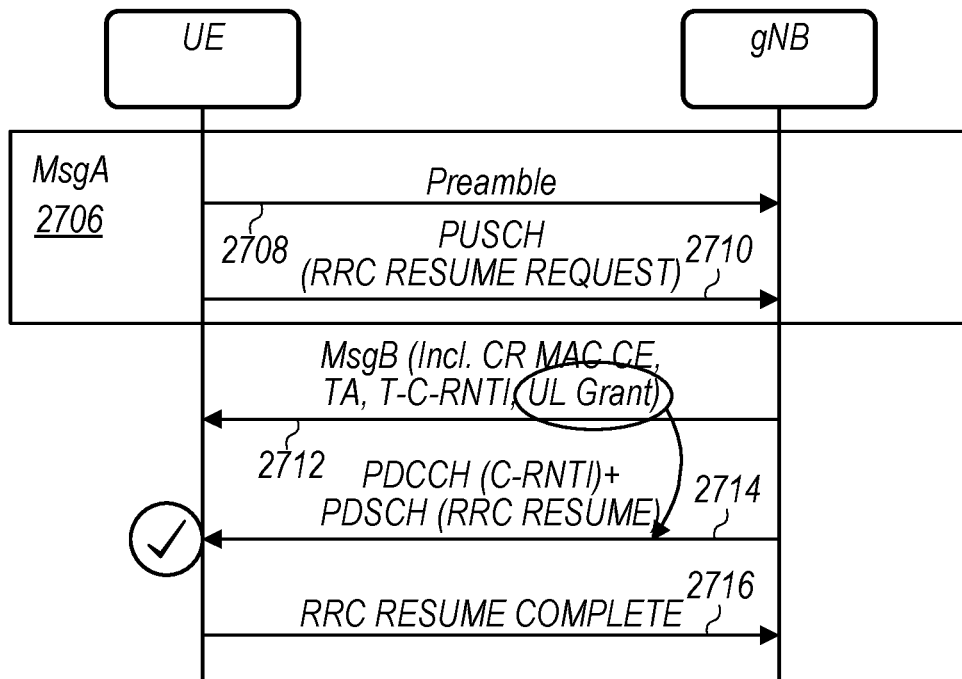 UE
gNB
MsgA
2706
Preamble
2708
PUSCH
(RRC RESUME REQUEST)
2710
MsgB (Incl. CR MAC CE,
TA, T-C-RNTI, UL Grant)
2712
PDCCH (C-RNTI)+
PDSCH (RRC RESUME)
2714
RRC RESUME COMPLETE
2716